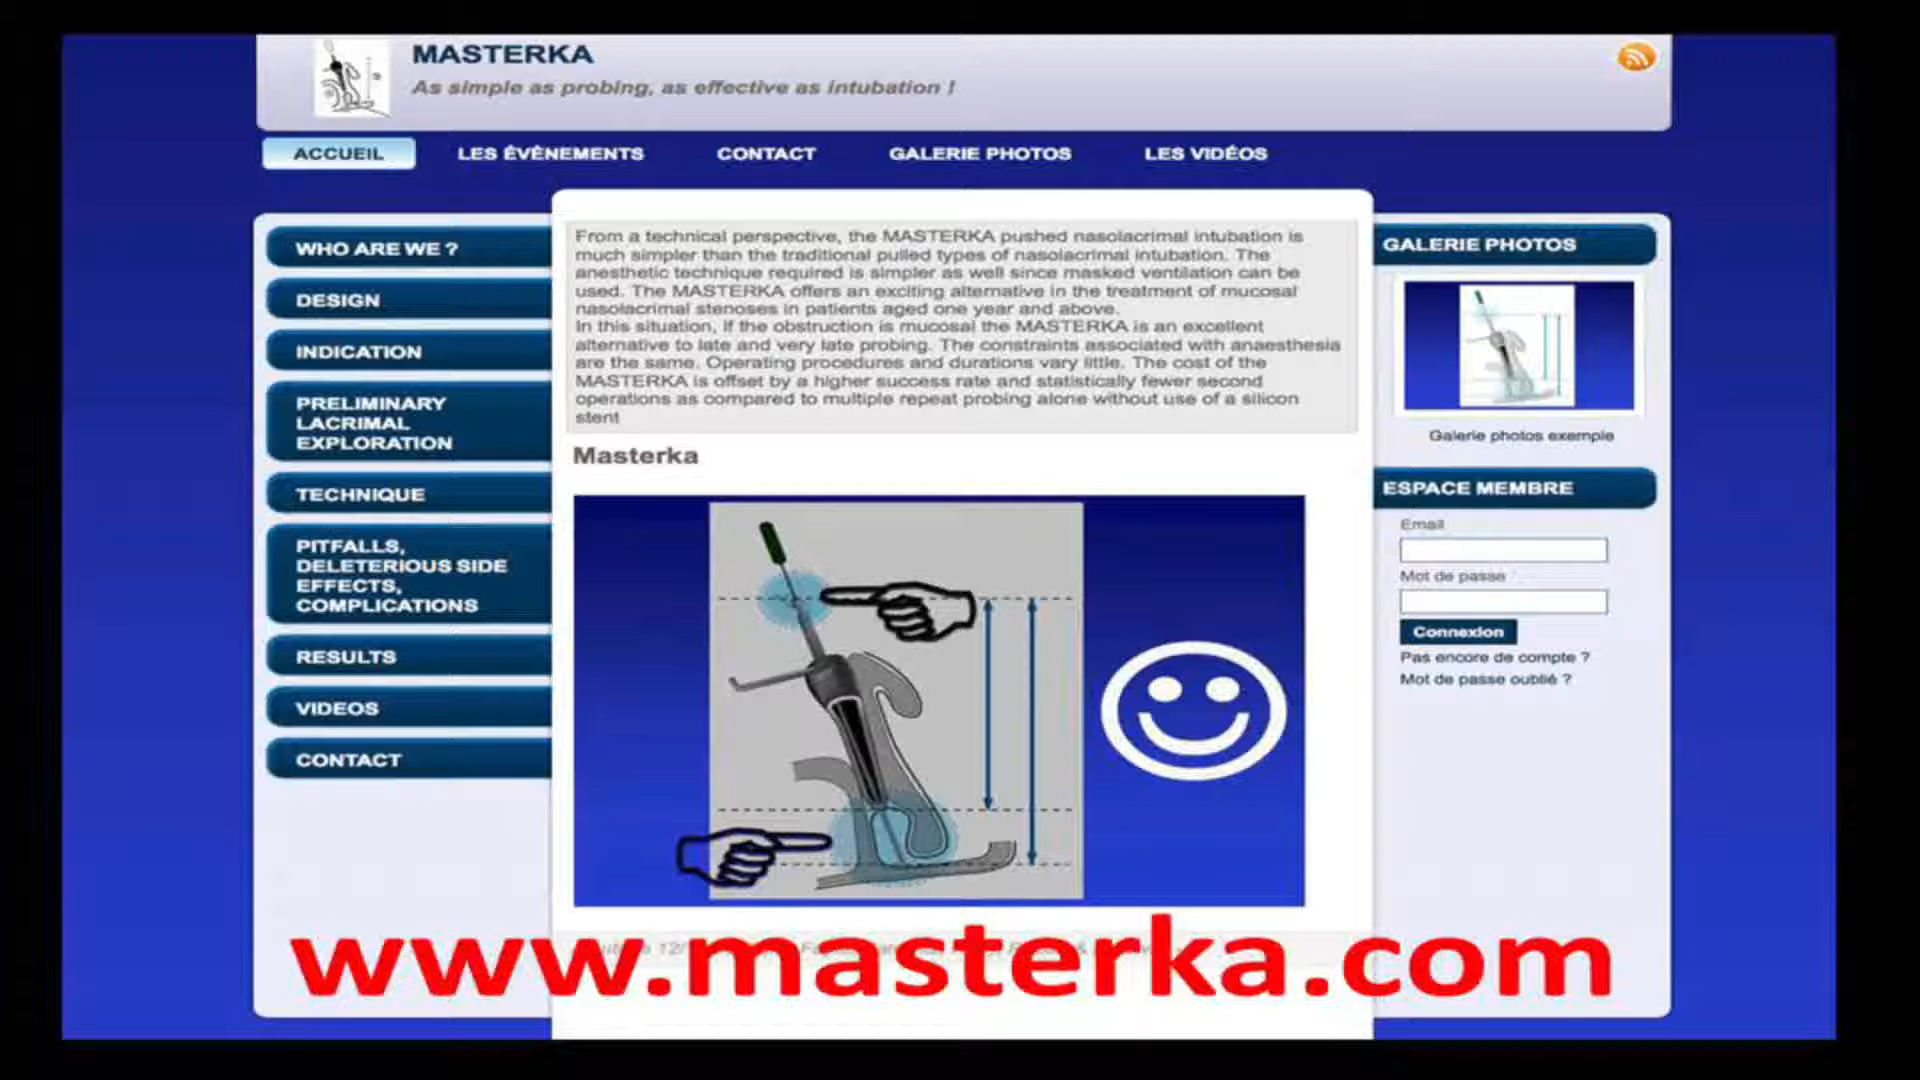 MASTERKA
As simple as probing, as effective as intubation !
ACCUEIL
LES ÉVÈNEMENTS
CONTACT
GALERIE PHOTOS
LES VIDÉOS
WHO ARE WE ?
DESIGN
INDICATION
PRELIMINARY
LACRIMAL
EXPLORATION
TECHNIQUE
PITFALLS,
DELETERIOUS SIDE
EFFECTS,
COMPLICATIONS
RESULTS
VIDEOS
CONTACT
From a technical perspective, the MASTERKA pushed nasolacrimal intubation is
much simpler than the traditional pulled types of nasolacrimal intubation. The
anesthetic technique required is simpler as well since masked ventilation can be
used. The MASTERKA offers an exciting alternative in the treatment of mucosal
nasolacrimal stenoses in patients aged one year and above.
In this situation, if the obstruction is mucosal the MASTERKA is an excellent
alternative to late and very late probing. The constraints associated with anaesthesia
are the same. Operating procedures and durations vary little. The cost of the
MASTERKA is offset by a higher success rate and statistically fewer second
operations as compared to multiple repeat probing alone without use of a silicon
stent
Masterka
GALERIE PHOTOS
Galerie photos exemple
ESPACE MEMBRE
Email
Mot de passe
Connexion
Pas encore de compte ?
Mot de passe oublié ?
www.masterka.com